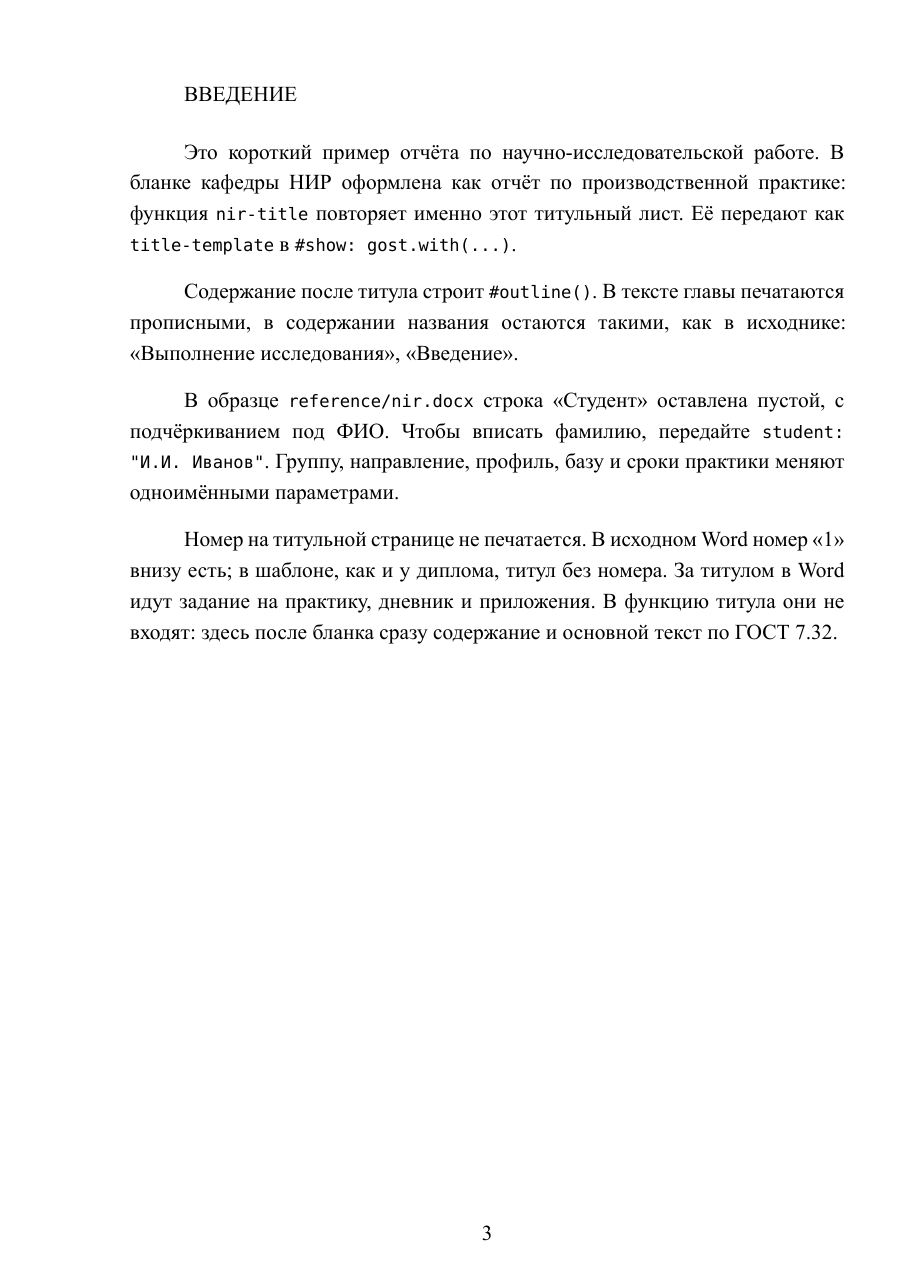 ВВЕДЕНИЕ
Это короткий пример отчёта по научно-исследовательской работе. В
бланке кафедры НИР оформлена как отчёт по производственной практике:
функция nir-title повторяет именно этот титульный лист. Её передают как
title-template в #show: gost.with(...).
Содержание после титула строит #outline(). В тексте главы печатаются
прописными, в содержании названия остаются такими, как в исходнике:
«Выполнение исследования», «Введение».
В образце reference/nir.docx строка «Студент» оставлена пустой, с
подчёркиванием под ФИО. Чтобы вписать фамилию, передайте student:
"И.И. Иванов". Группу, направление, профиль, базу и сроки практики меняют
одноимёнными параметрами.
Номер на титульной странице не печатается. В исходном Word номер «1»
внизу есть; в шаблоне, как и у диплома, титул без номера. За титулом в Word
идут задание на практику, дневник и приложения. В функцию титула они не
входят: здесь после бланка сразу содержание и основной текст по ГОСТ 7.32.
3